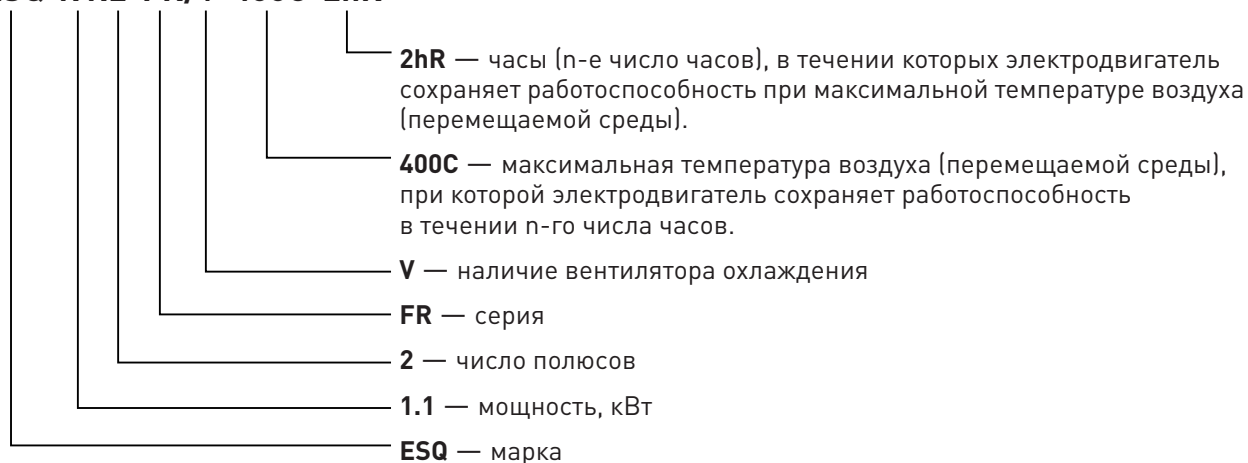 2hR — часы (n-е число часов), в течении которых электродвигатель
сохраняет работоспособность при максимальной температуре воздуха
(перемещаемой среды).
400C — максимальная температура воздуха (перемещаемой среды),
при которой электродвигатель сохраняет работоспособность
в течении n-го числа часов.
V — наличие вентилятора охлаждения
FR — серия
2 — число полюсов
1.1 — мощность, кВт
ESQ — марка